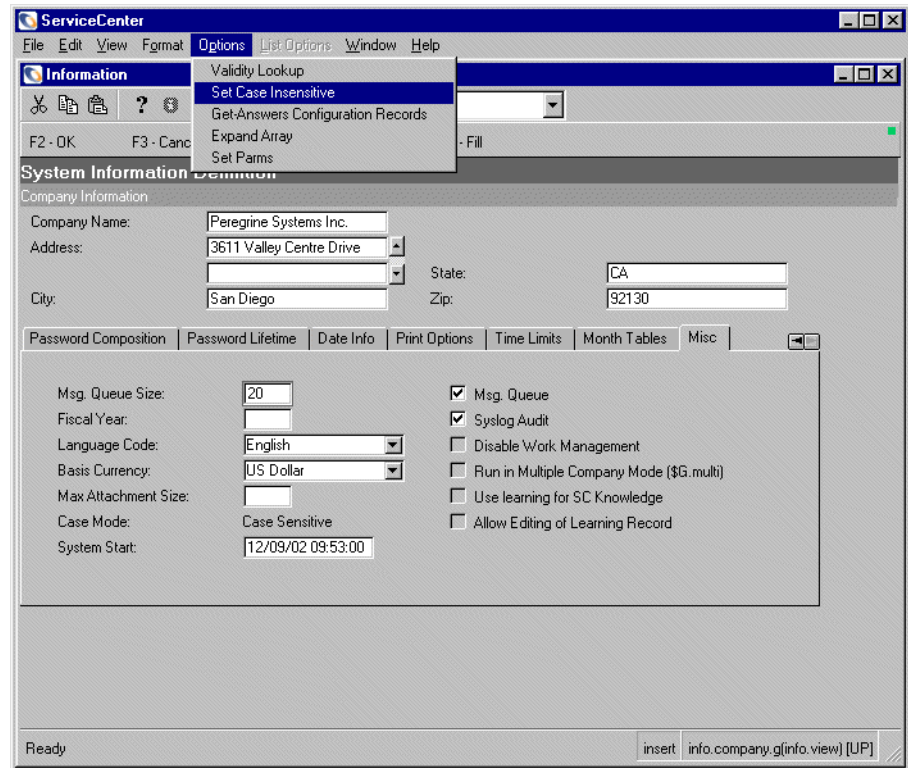 ServiceCenter
File Edit View Format Options List Options Window Help
Information
Validity Lookup
Set Case Insensitive
Get-Answers Configuration Records
Expand Array
Set Parms
?
F2 - OK F3 - Canc - Fill
System Information Definition
Company Information
Company Name: Peregrine Systems Inc.
Address: 3611 Valley Centre Drive
State: CA
City: San Diego Zip: 92130
Password Composition Password Lifetime Date Info Print Options Time Limits Month Tables Misc
Msg. Queue Size: 20 Msg. Queue
Fiscal Year: Syslog Audit
Language Code: English Disable Work Management
Basis Currency: US Dollar Run in Multiple Company Mode ($G.multi)
Max Attachment Size: Use learning for SC Knowledge
Case Mode: Case Sensitive Allow Editing of Learning Record
System Start: 12/09/02 09:53:00
Ready insert info.company.g(info.view) [UP]